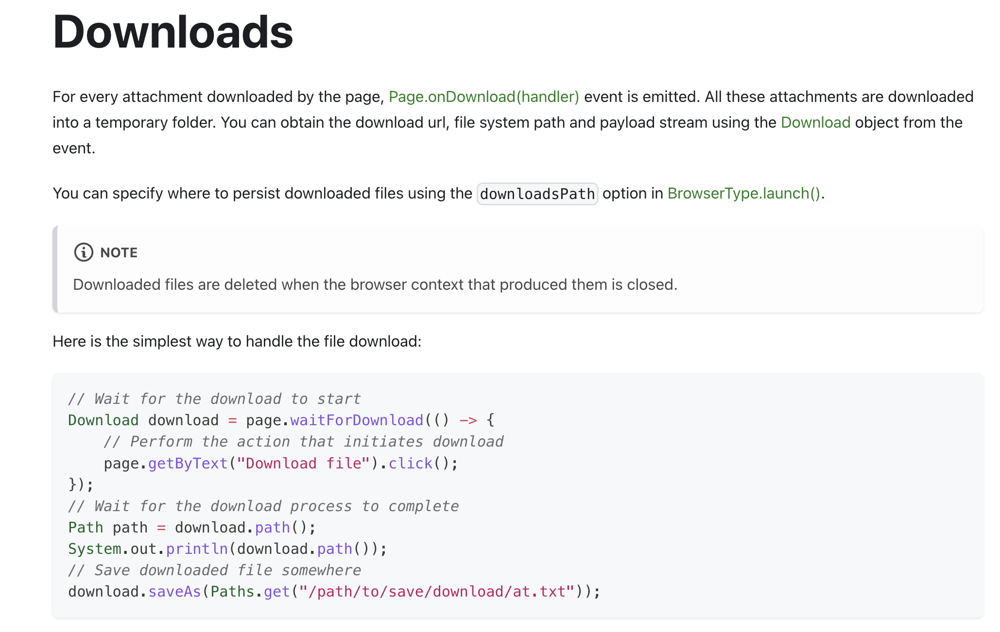 Downloads
For every attachment downloaded by the page, Page.onDownload(handler) event is emitted. All these attachments are downloaded
into a temporary folder. You can obtain the download url, file system path and payload stream using the Download object from the
event.
You can specify where to persist downloaded files using the downloadsPath option in BrowserType.launch().
NOTE
Downloaded files are deleted when the browser context that produced them is closed.
Here is the simplest way to handle the file download:
// Wait for the download to start
Download download = page.waitForDownload(() -> {
    // Perform the action that initiates download
    page.getByText("Download file").click();
});
// Wait for the download process to complete
Path path = download.path();
System.out.println(download.path());
// Save downloaded file somewhere
download.saveAs(Paths.get("/path/to/save/download/at.txt"));